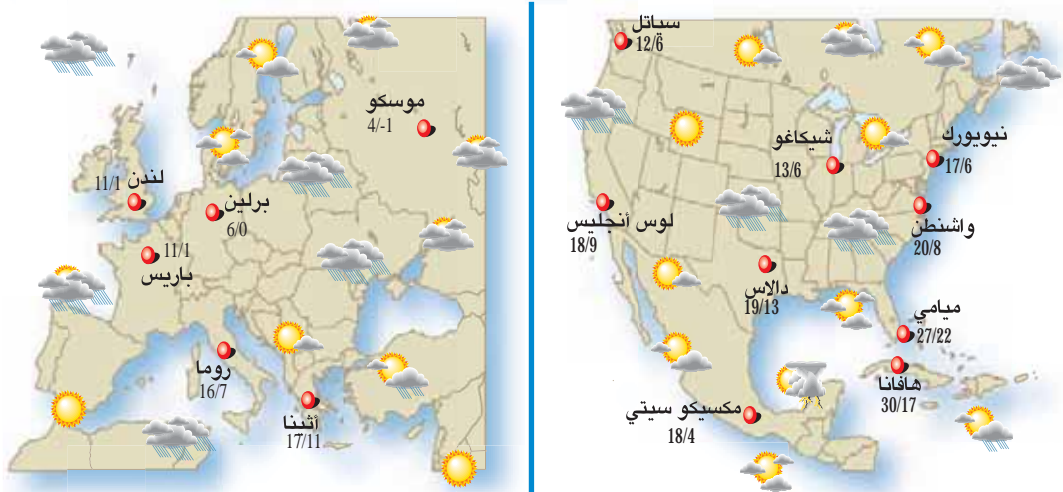 سياتل
12/6
شيكاغو
13/6
نيويورك
17/6
لوس أنجليس
18/9
واشنطن
20/8
دالاس
19/13
ميامي
27/22
هافانا
30/17
مكسيكو سيتي
18/4
موسكو
4/-1
لندن
11/1
برلين
6/0
11/1
باريس
روما
16/7
أثينا
17/11